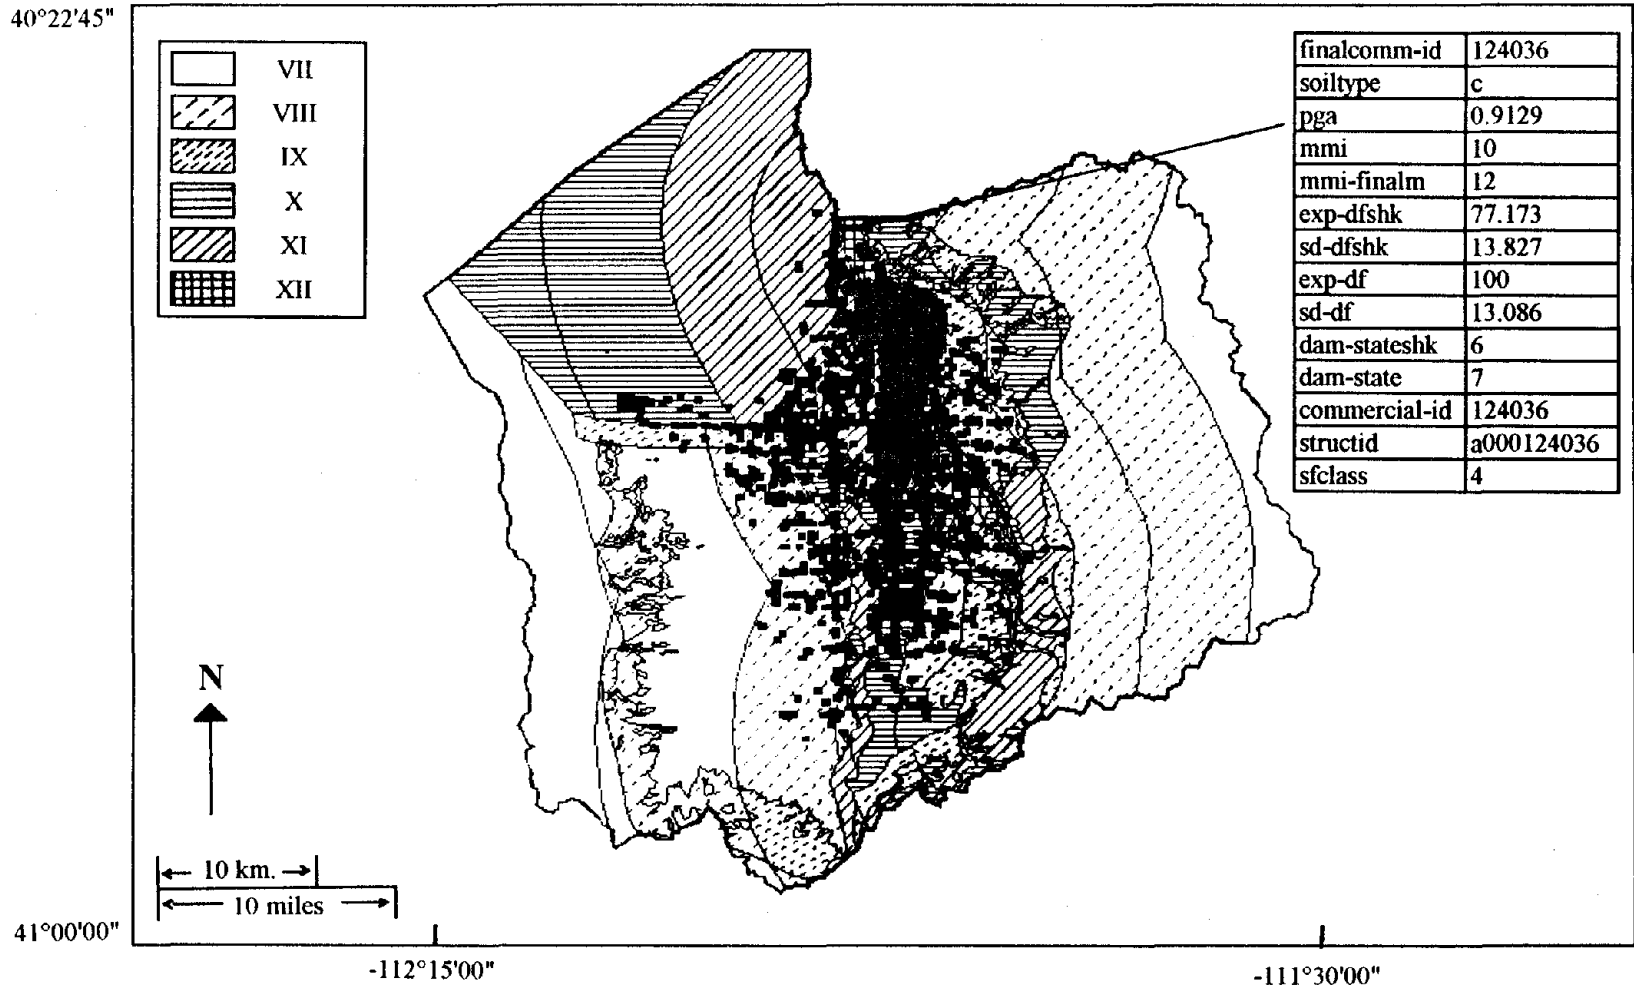 40°22'45"
VII
VIII
IX
X
XI
XII
finalcomm-id 124036
soiltype c
pga 0.9129
mmi 10
mmi-finalm 12
exp-dfshk 77.173
sd-dfshk 13.827
exp-df 100
sd-df 13.086
dam-stateshk 6
dam-state 7
commercial-id 124036
structid a000124036
sfclass 4
N
10 km.
10 miles
41°00'00"
-112°15'00"
-111°30'00"